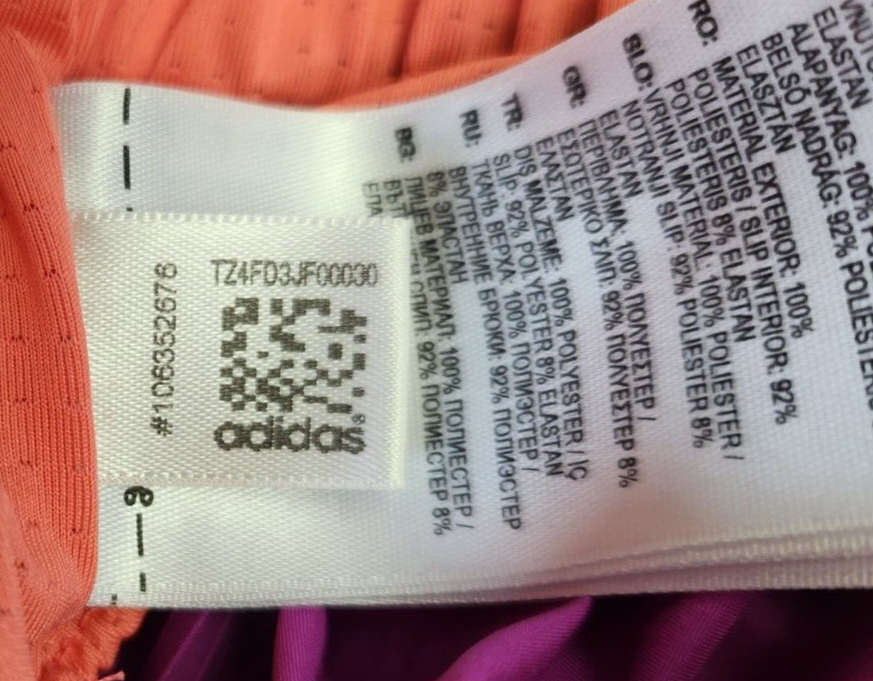 #106352676
TZ4FD3JF00030
adidas®
8
BG:
ЛИЦЕВ МАТЕРИАЛ: 100% ПОЛИЕСТЕР /
СЛИП: 92% ПОЛИЕСТЕР 8%
RU:
ТКАНЬ ВЕРХА: 100% ПОЛИЭСТЕР /
ВНУТРЕННИЕ БРЮКИ: 92% ПОЛИЭСТЕР
8% ЭЛАСТАН
TR:
DIŞ MALZEME: 100% POLYESTER / İÇ
SLIP: 92% POLYESTER 8% ELASTAN
GR:
ΠΕΡΙΒΛΗΜΑ: 100% ΠΟΛΥΕΣΤΕΡ /
ΕΣΩΤΕΡΙΚΟ ΣΛΙΠ: 92% ΠΟΛΥΕΣΤΕΡ 8%
ΕΛΑΣΤΑΝ
SLO:
VRHNJI MATERIAL: 100% POLIESTER /
NOTRANJI SLIP: 92% POLIESTER 8%
ELASTAN
RO:
MATERIAL EXTERIOR: 100%
POLIESTERIS / SLIP INTERIOR: 92%
POLIESTERIS 8% ELASTAN
ALAPANYAG: 100%
BELSŐ NADRÁG: 92% POLIÉSZTER
ELASZTÁN
ELASTAN